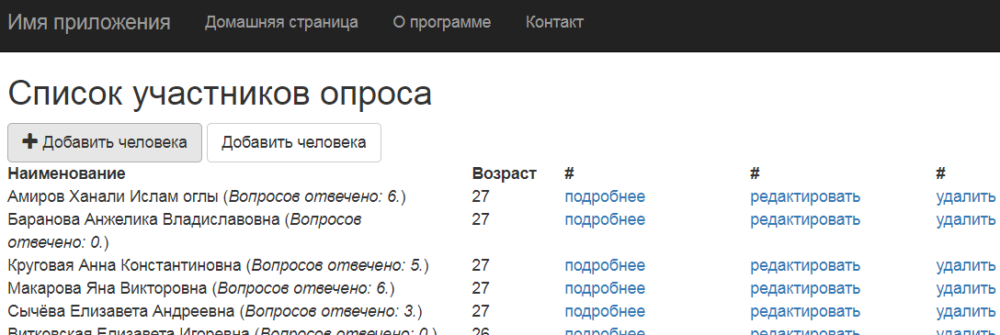 Имя приложения Домашняя страница О программе Контакт
Список участников опроса
Добавить человека Добавить человека
Наименование Возраст # # #
Амиров Ханали Ислам оглы (Вопросов отвечено: 6.) 27 подробнее редактировать удалить
Баранова Анжелика Владиславовна (Вопросов 27 подробнее редактировать удалить
отвечено: 0.)
Круговая Анна Константиновна (Вопросов отвечено: 5.) 27 подробнее редактировать удалить
Макарова Яна Викторовна (Вопросов отвечено: 6.) 27 подробнее редактировать удалить
Сычёва Елизавета Андреевна (Вопросов отвечено: 3.) 27 подробнее редактировать удалить
Витковская Елизавета Игоревна (Вопросов отвечено: 0.) 26 подробнее редактировать удалить